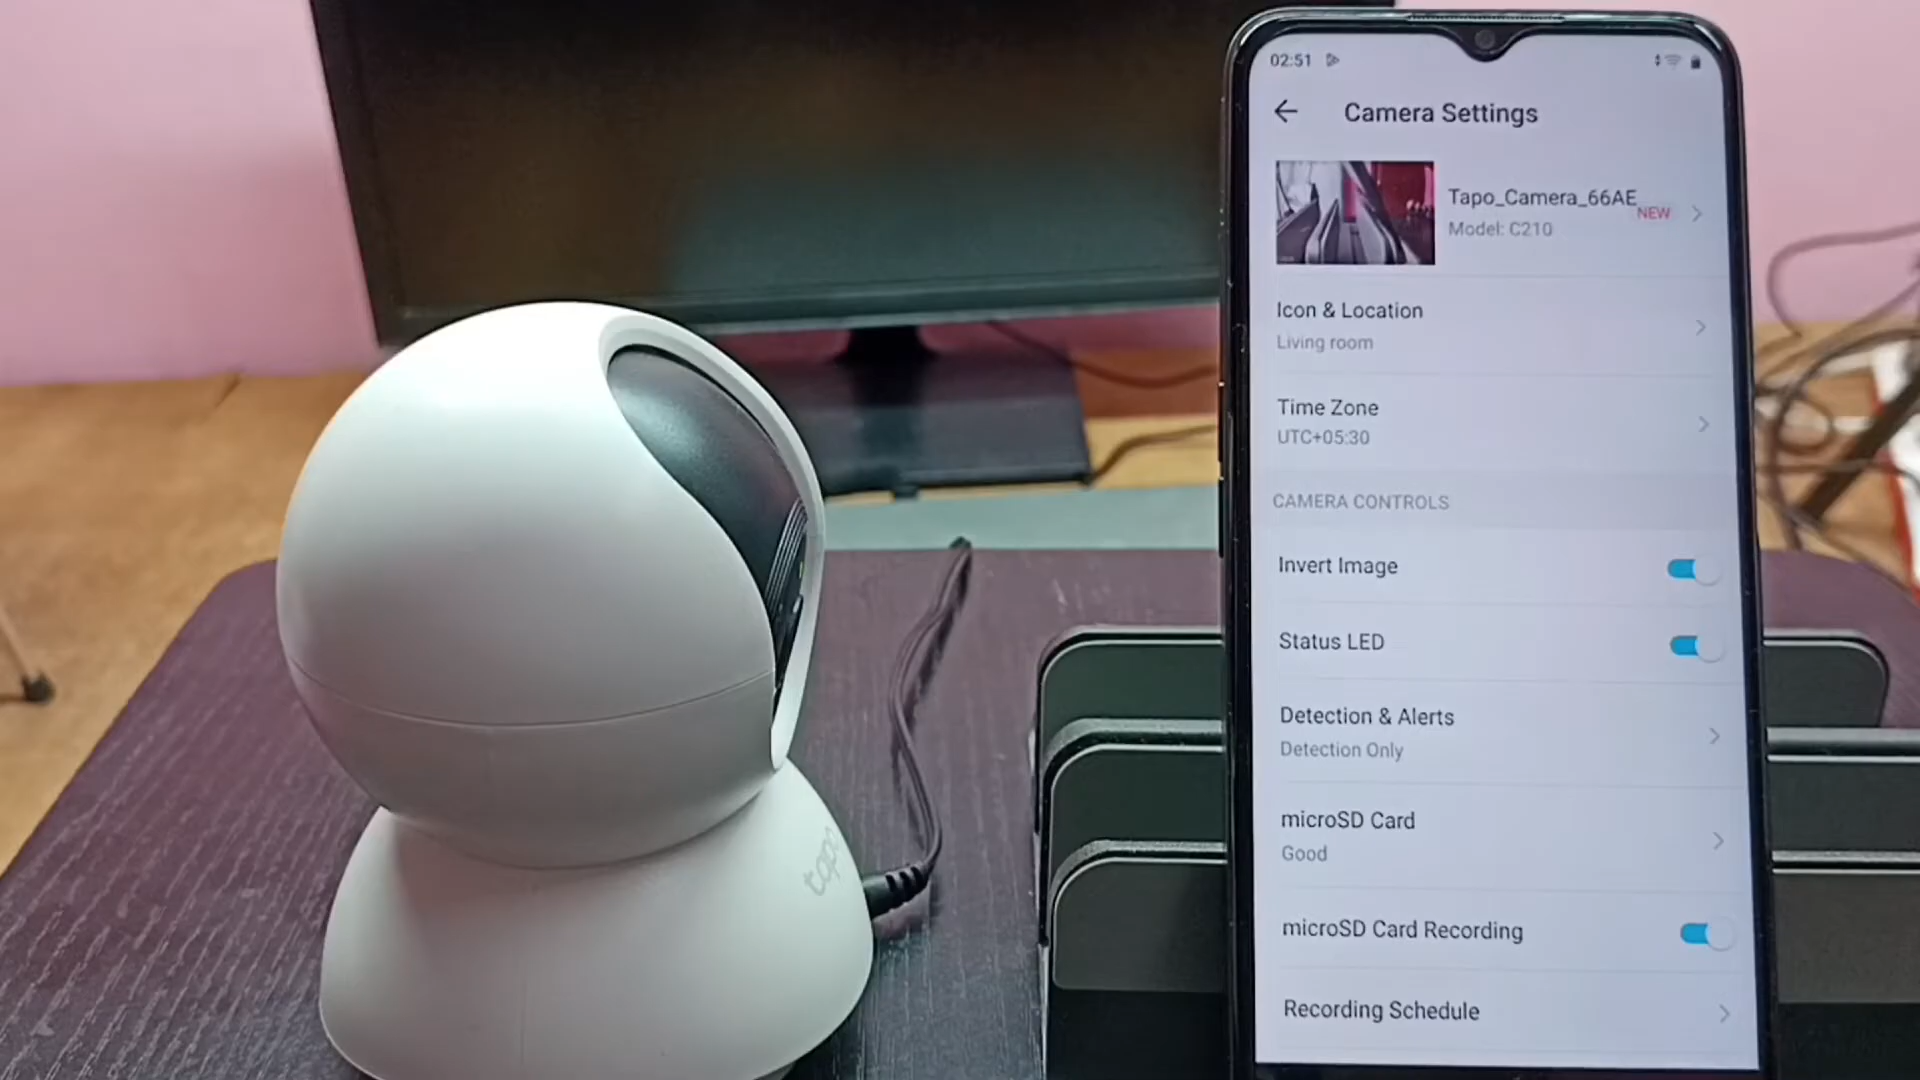 02:51
Camera Settings
Tapo_Camera_66AE
NEW
Model: C210
Icon & Location
Living room
Time Zone
UTC+05:30
CAMERA CONTROLS
Invert Image
Status LED
Detection & Alerts
Detection Only
microSD Card
Good
microSD Card Recording
Recording Schedule
tapo